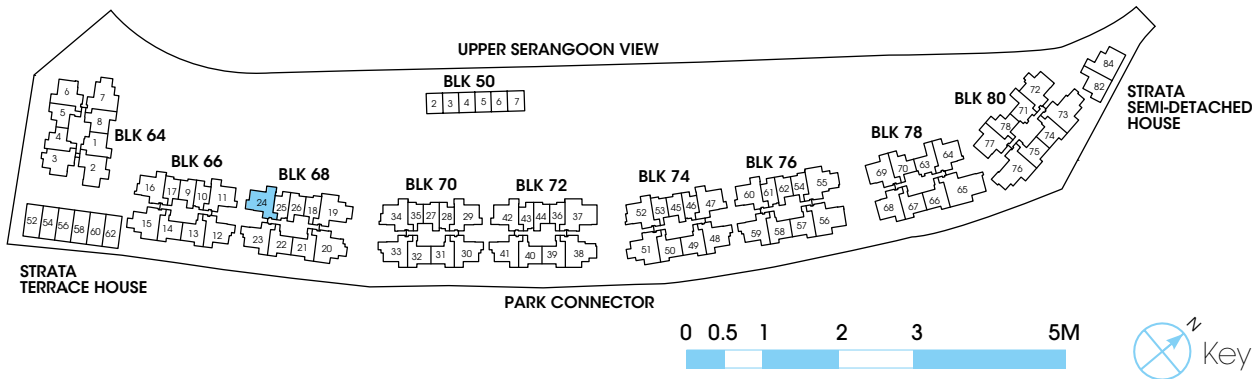 UPPER SERANGOON VIEW
BLK 50
2 3 4 5 6 7
84
82
STRATA
SEMI-DETACHED
HOUSE
BLK 80
72
71
73
78
74
77
75
76
6
7
5
8
4
1
3
2
BLK 64
BLK 66
16 17 9 10 11
15 14 13 12
BLK 68
24 25 26 18 19
23 22 21 20
BLK 70
34 35 27 28 29
33 32 31 30
BLK 72
42 43 44 36 37
41 40 39 38
BLK 74
52 53 45 46 47
51 50 49 48
BLK 76
60 61 62 54 55
59 58 57 56
BLK 78
69 70 63 64
68 67 66 65
52 54 56 58 60 62
STRATA
TERRACE HOUSE
PARK CONNECTOR
0 0.5 1 2 3 5M
N
Key